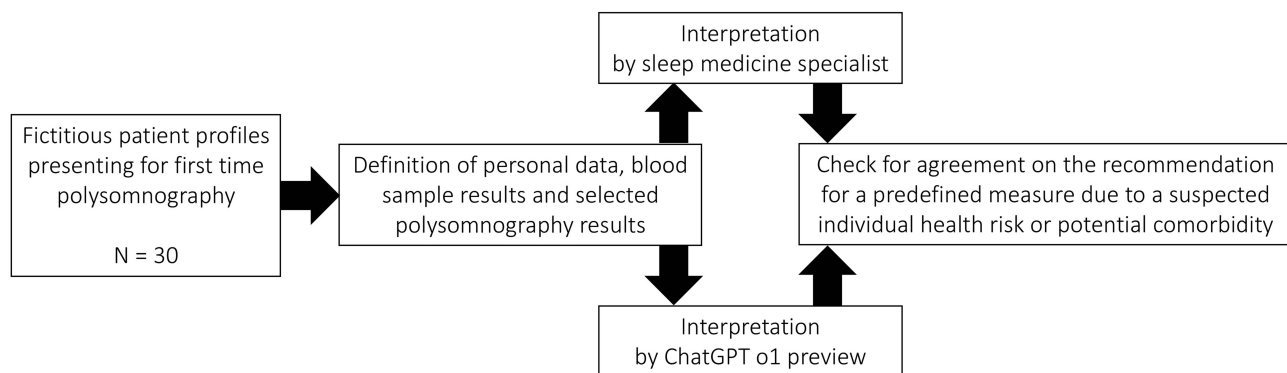 Fictitious patient profiles
presenting for first time
polysomnography
N = 30
Definition of personal data, blood
sample results and selected
polysomnography results
Interpretation
by sleep medicine specialist
Interpretation
by ChatGPT o1 preview
Check for agreement on the recommendation
for a predefined measure due to a suspected
individual health risk or potential comorbidity